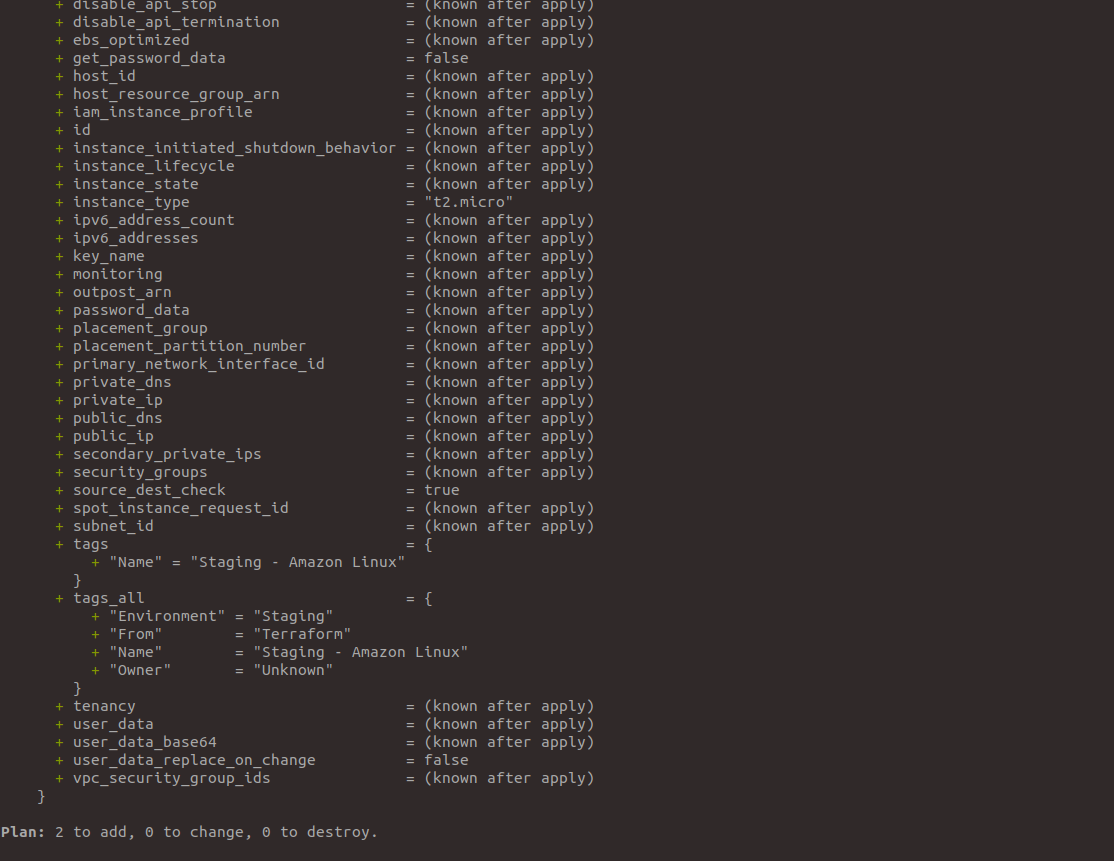 + disable_api_stop = (known after apply)
+ disable_api_termination = (known after apply)
+ ebs_optimized = (known after apply)
+ get_password_data = false
+ host_id = (known after apply)
+ host_resource_group_arn = (known after apply)
+ iam_instance_profile = (known after apply)
+ id = (known after apply)
+ instance_initiated_shutdown_behavior = (known after apply)
+ instance_lifecycle = (known after apply)
+ instance_state = (known after apply)
+ instance_type = "t2.micro"
+ ipv6_address_count = (known after apply)
+ ipv6_addresses = (known after apply)
+ key_name = (known after apply)
+ monitoring = (known after apply)
+ outpost_arn = (known after apply)
+ password_data = (known after apply)
+ placement_group = (known after apply)
+ placement_partition_number = (known after apply)
+ primary_network_interface_id = (known after apply)
+ private_dns = (known after apply)
+ private_ip = (known after apply)
+ public_dns = (known after apply)
+ public_ip = (known after apply)
+ secondary_private_ips = (known after apply)
+ security_groups = (known after apply)
+ source_dest_check = true
+ spot_instance_request_id = (known after apply)
+ subnet_id = (known after apply)
+ tags = {
+ "Name" = "Staging - Amazon Linux"
}
+ tags_all = {
+ "Environment" = "Staging"
+ "From" = "Terraform"
+ "Name" = "Staging - Amazon Linux"
+ "Owner" = "Unknown"
}
+ tenancy = (known after apply)
+ user_data = (known after apply)
+ user_data_base64 = (known after apply)
+ user_data_replace_on_change = false
+ vpc_security_group_ids = (known after apply)
}
Plan: 2 to add, 0 to change, 0 to destroy.